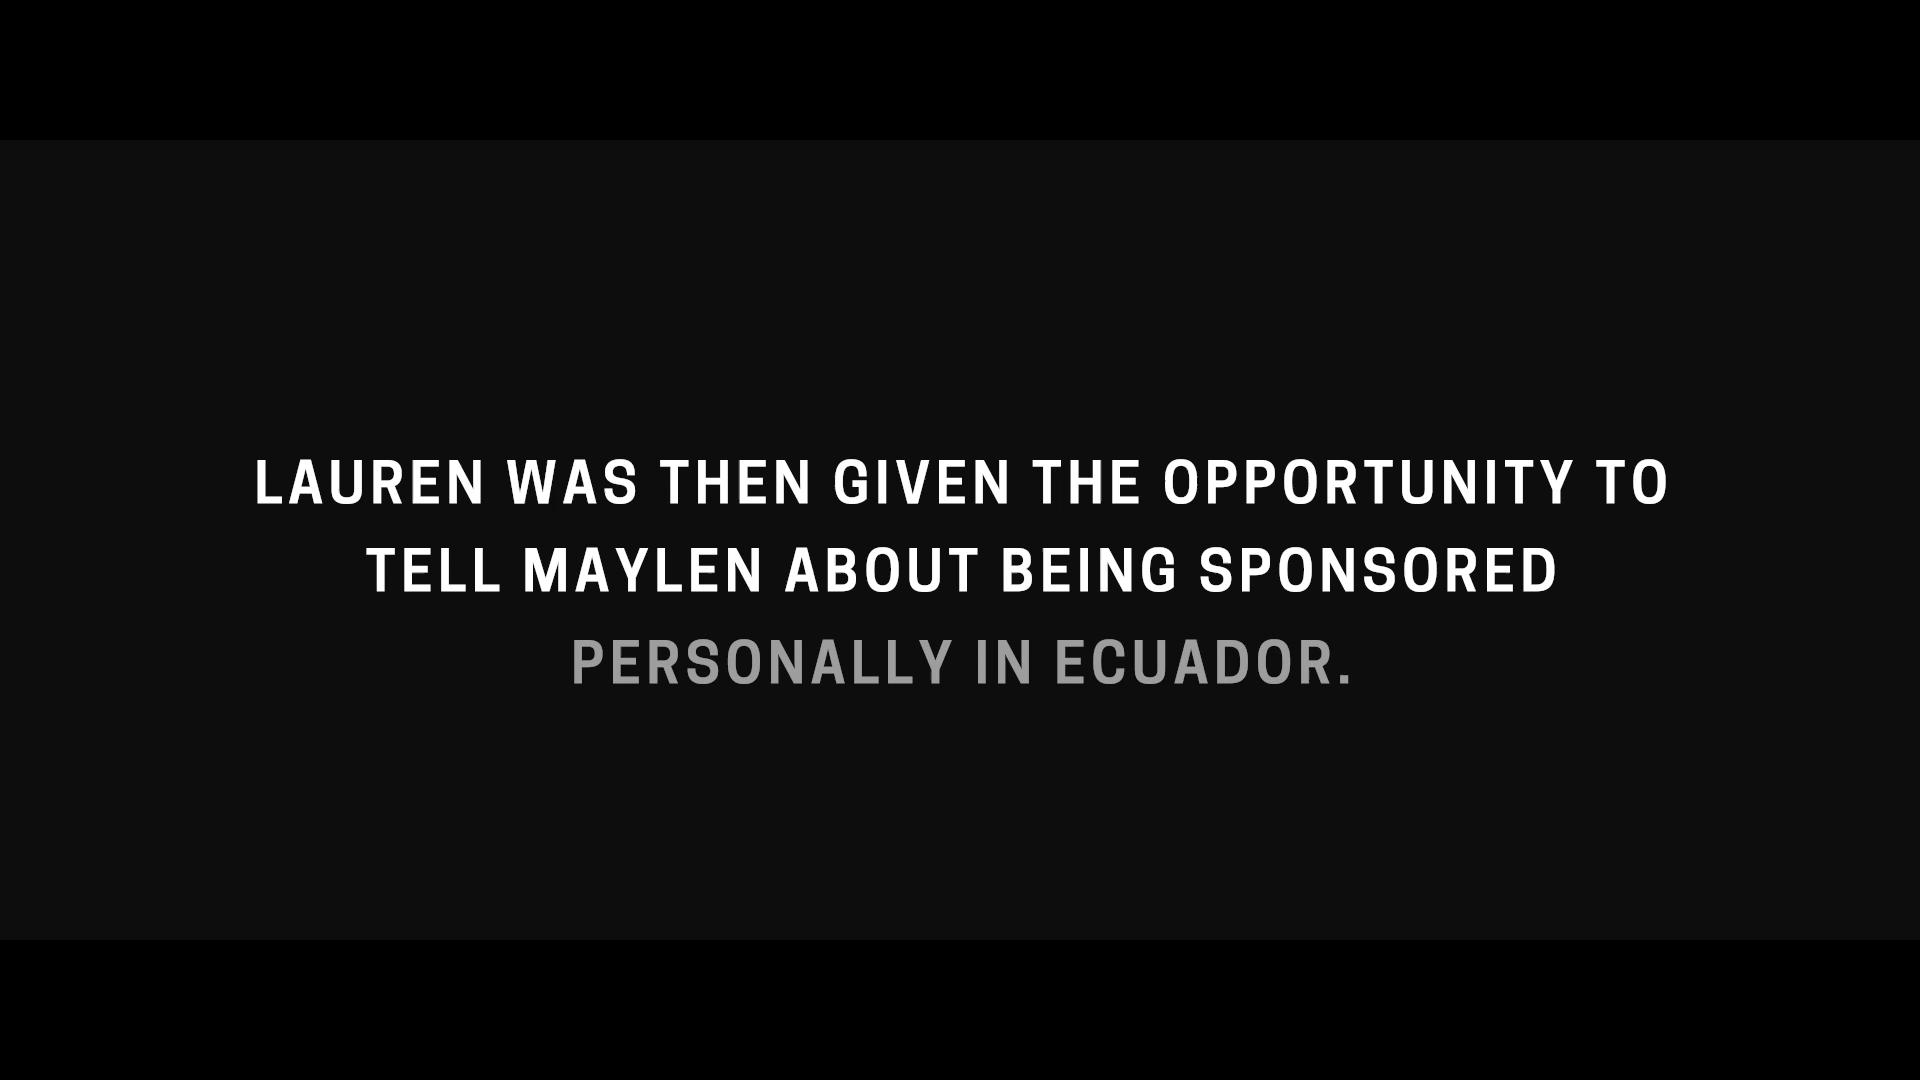 LAUREN WAS THEN GIVEN THE OPPORTUNITY TO
TELL MAYLEN ABOUT BEING SPONSORED
PERSONALLY IN ECUADOR.